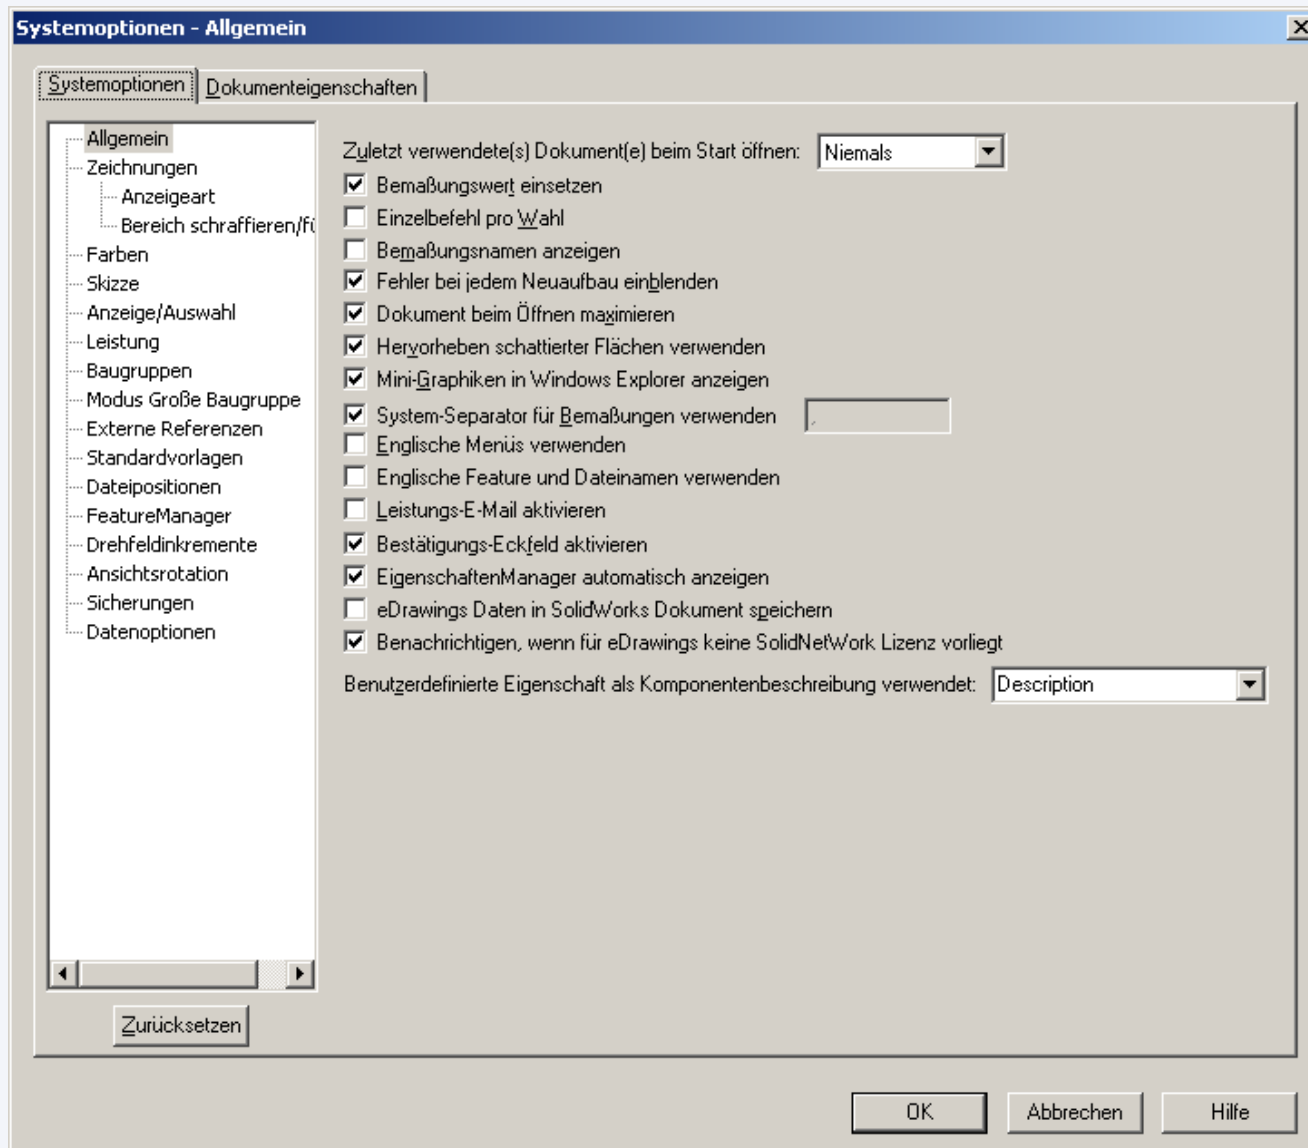 Systemoptionen - Allgemein
Systemoptionen Dokumenteigenschaften
Allgemein
Zeichnungen
Anzeigeart
Bereich schraffieren/fü
Farben
Skizze
Anzeige/Auswahl
Leistung
Baugruppen
Modus Große Baugruppe
Externe Referenzen
Standardvorlagen
Dateipositionen
FeatureManager
Drehfeldinkremente
Ansichtsrotation
Sicherungen
Datenoptionen
Zurücksetzen
Zuletzt verwendete(s) Dokument(e) beim Start öffnen: Niemals
Bemaßungswert einsetzen
Einzelbefehl pro Wahl
Bemaßungsnamen anzeigen
Fehler bei jedem Neuaufbau einblenden
Dokument beim Öffnen maximieren
Hervorheben schattierter Flächen verwenden
Mini-Graphiken in Windows Explorer anzeigen
System-Separator für Bemaßungen verwenden ,
Englische Menüs verwenden
Englische Feature und Dateinamen verwenden
Leistungs-E-Mail aktivieren
Bestätigungs-Eckfeld aktivieren
EigenschaftenManager automatisch anzeigen
eDrawings Daten in SolidWorks Dokument speichern
Benachrichtigen, wenn für eDrawings keine SolidNetWork Lizenz vorliegt
Benutzerdefinierte Eigenschaft als Komponentenbeschreibung verwendet: Description
OK Abbrechen Hilfe